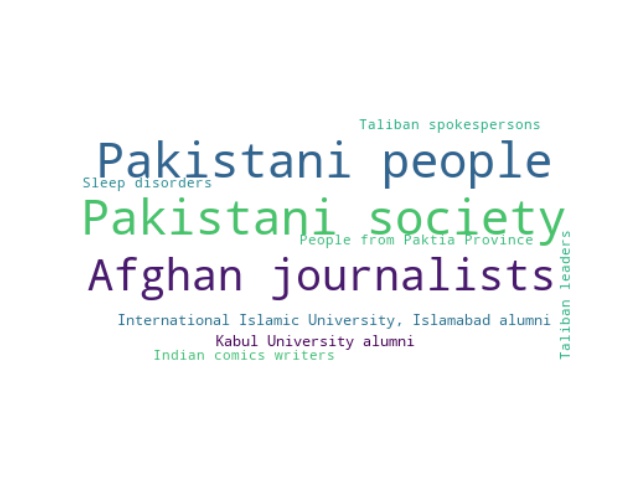 Taliban spokespersons
Pakistani people
Sleep disorders
Pakistani society
People from Paktia Province
Afghan journalists
Taliban leaders
International Islamic University, Islamabad alumni
Kabul University alumni
Indian comics writers